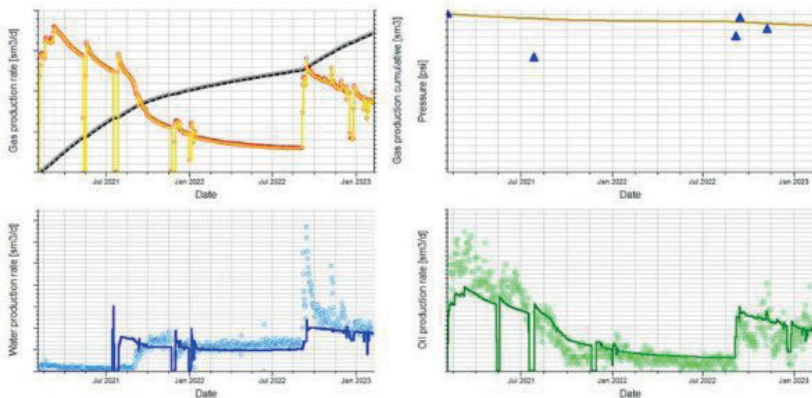 Gas production rate [sm3/d]
Gas production cumulative [sm3]
Jul 2021
Jan 2022
Jul 2022
Jan 2023
Date
Pressure [psi]
Jul 2021
Jan 2022
Jul 2022
Jan 2023
Date
Water production rate [sm3/d]
Jul 2021
Jan 2022
Jul 2022
Jan 2023
Date
Oil production rate [sm3/d]
Jul 2021
Jan 2022
Jul 2022
Jan 2023
Date